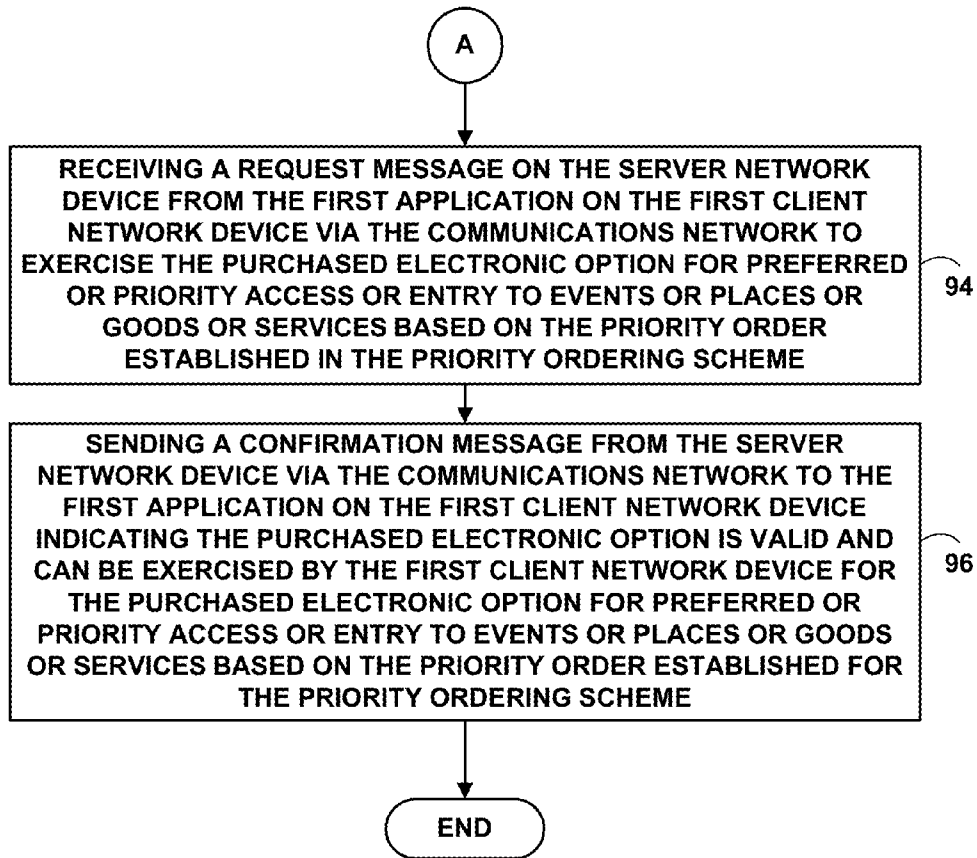 A
RECEIVING A REQUEST MESSAGE ON THE SERVER NETWORK
DEVICE FROM THE FIRST APPLICATION ON THE FIRST CLIENT
NETWORK DEVICE VIA THE COMMUNICATIONS NETWORK TO
EXERCISE THE PURCHASED ELECTRONIC OPTION FOR PREFERRED
OR PRIORITY ACCESS OR ENTRY TO EVENTS OR PLACES OR
GOODS OR SERVICES BASED ON THE PRIORITY ORDER
ESTABLISHED IN THE PRIORITY ORDERING SCHEME
94
SENDING A CONFIRMATION MESSAGE FROM THE SERVER
NETWORK DEVICE VIA THE COMMUNICATIONS NETWORK TO THE
FIRST APPLICATION ON THE FIRST CLIENT NETWORK DEVICE
INDICATING THE PURCHASED ELECTRONIC OPTION IS VALID AND
CAN BE EXERCISED BY THE FIRST CLIENT NETWORK DEVICE FOR
THE PURCHASED ELECTRONIC OPTION FOR PREFERRED OR
PRIORITY ACCESS OR ENTRY TO EVENTS OR PLACES OR GOODS
OR SERVICES BASED ON THE PRIORITY ORDER ESTABLISHED FOR
THE PRIORITY ORDERING SCHEME
96
END